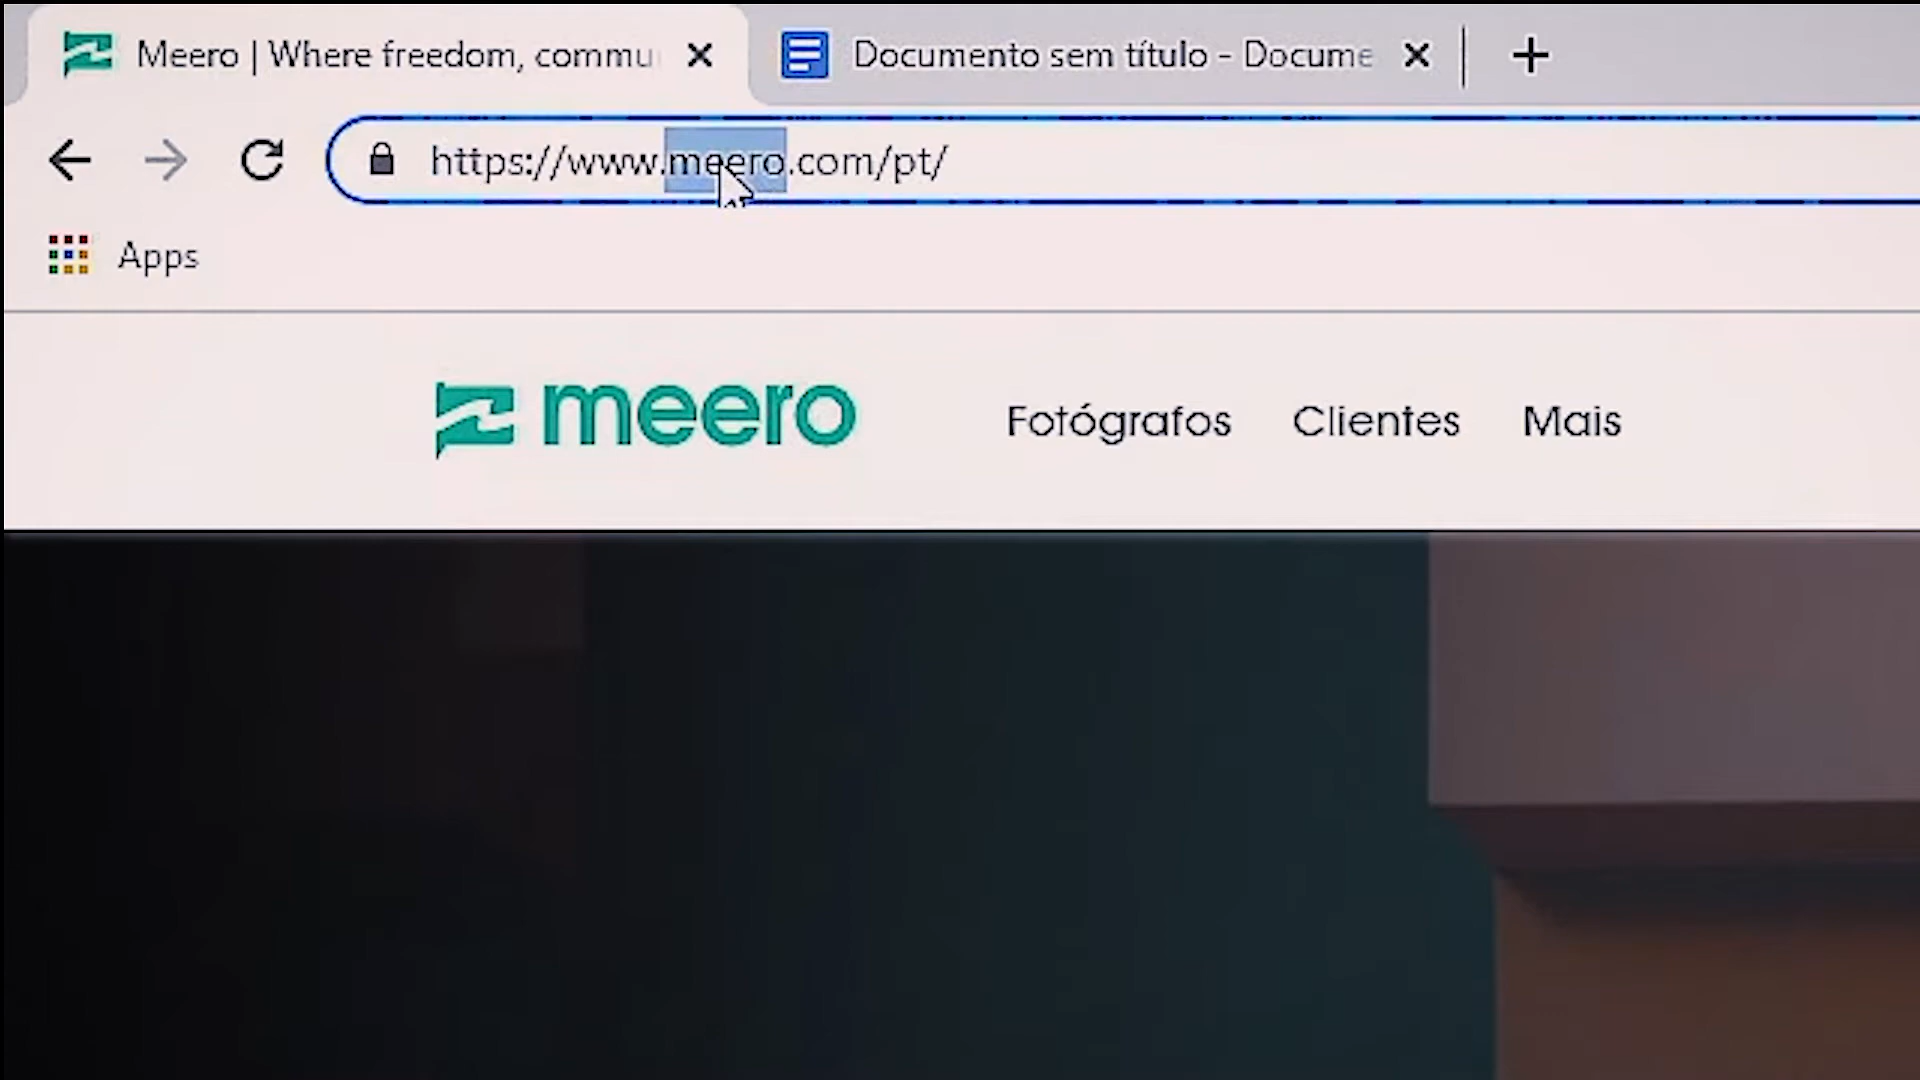 Meero | Where freedom, commu
Documento sem título - Docume
https://www.meero.com/pt/
Apps
meero
Fotógrafos
Clientes
Mais